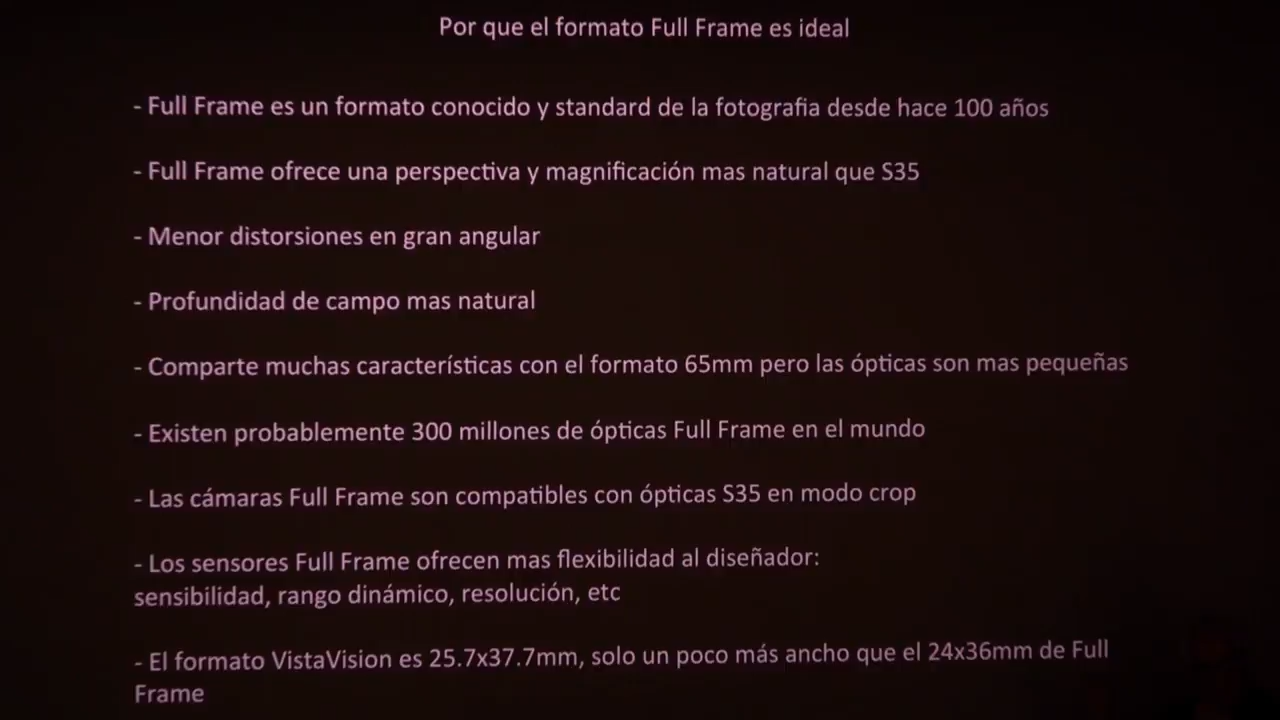 Por que el formato Full Frame es ideal
- Full Frame es un formato conocido y standard de la fotografia desde hace 100 años
- Full Frame ofrece una perspectiva y magnificación mas natural que S35
- Menor distorsiones en gran angular
- Profundidad de campo mas natural
- Comparte muchas características con el formato 65mm pero las ópticas son mas pequeñas
- Existen probablemente 300 millones de ópticas Full Frame en el mundo
- Las cámaras Full Frame son compatibles con ópticas S35 en modo crop
- Los sensores Full Frame ofrecen mas flexibilidad al diseñador:
sensibilidad, rango dinámico, resolución, etc
- El formato VistaVision es 25.7x37.7mm, solo un poco más ancho que el 24x36mm de Full
Frame